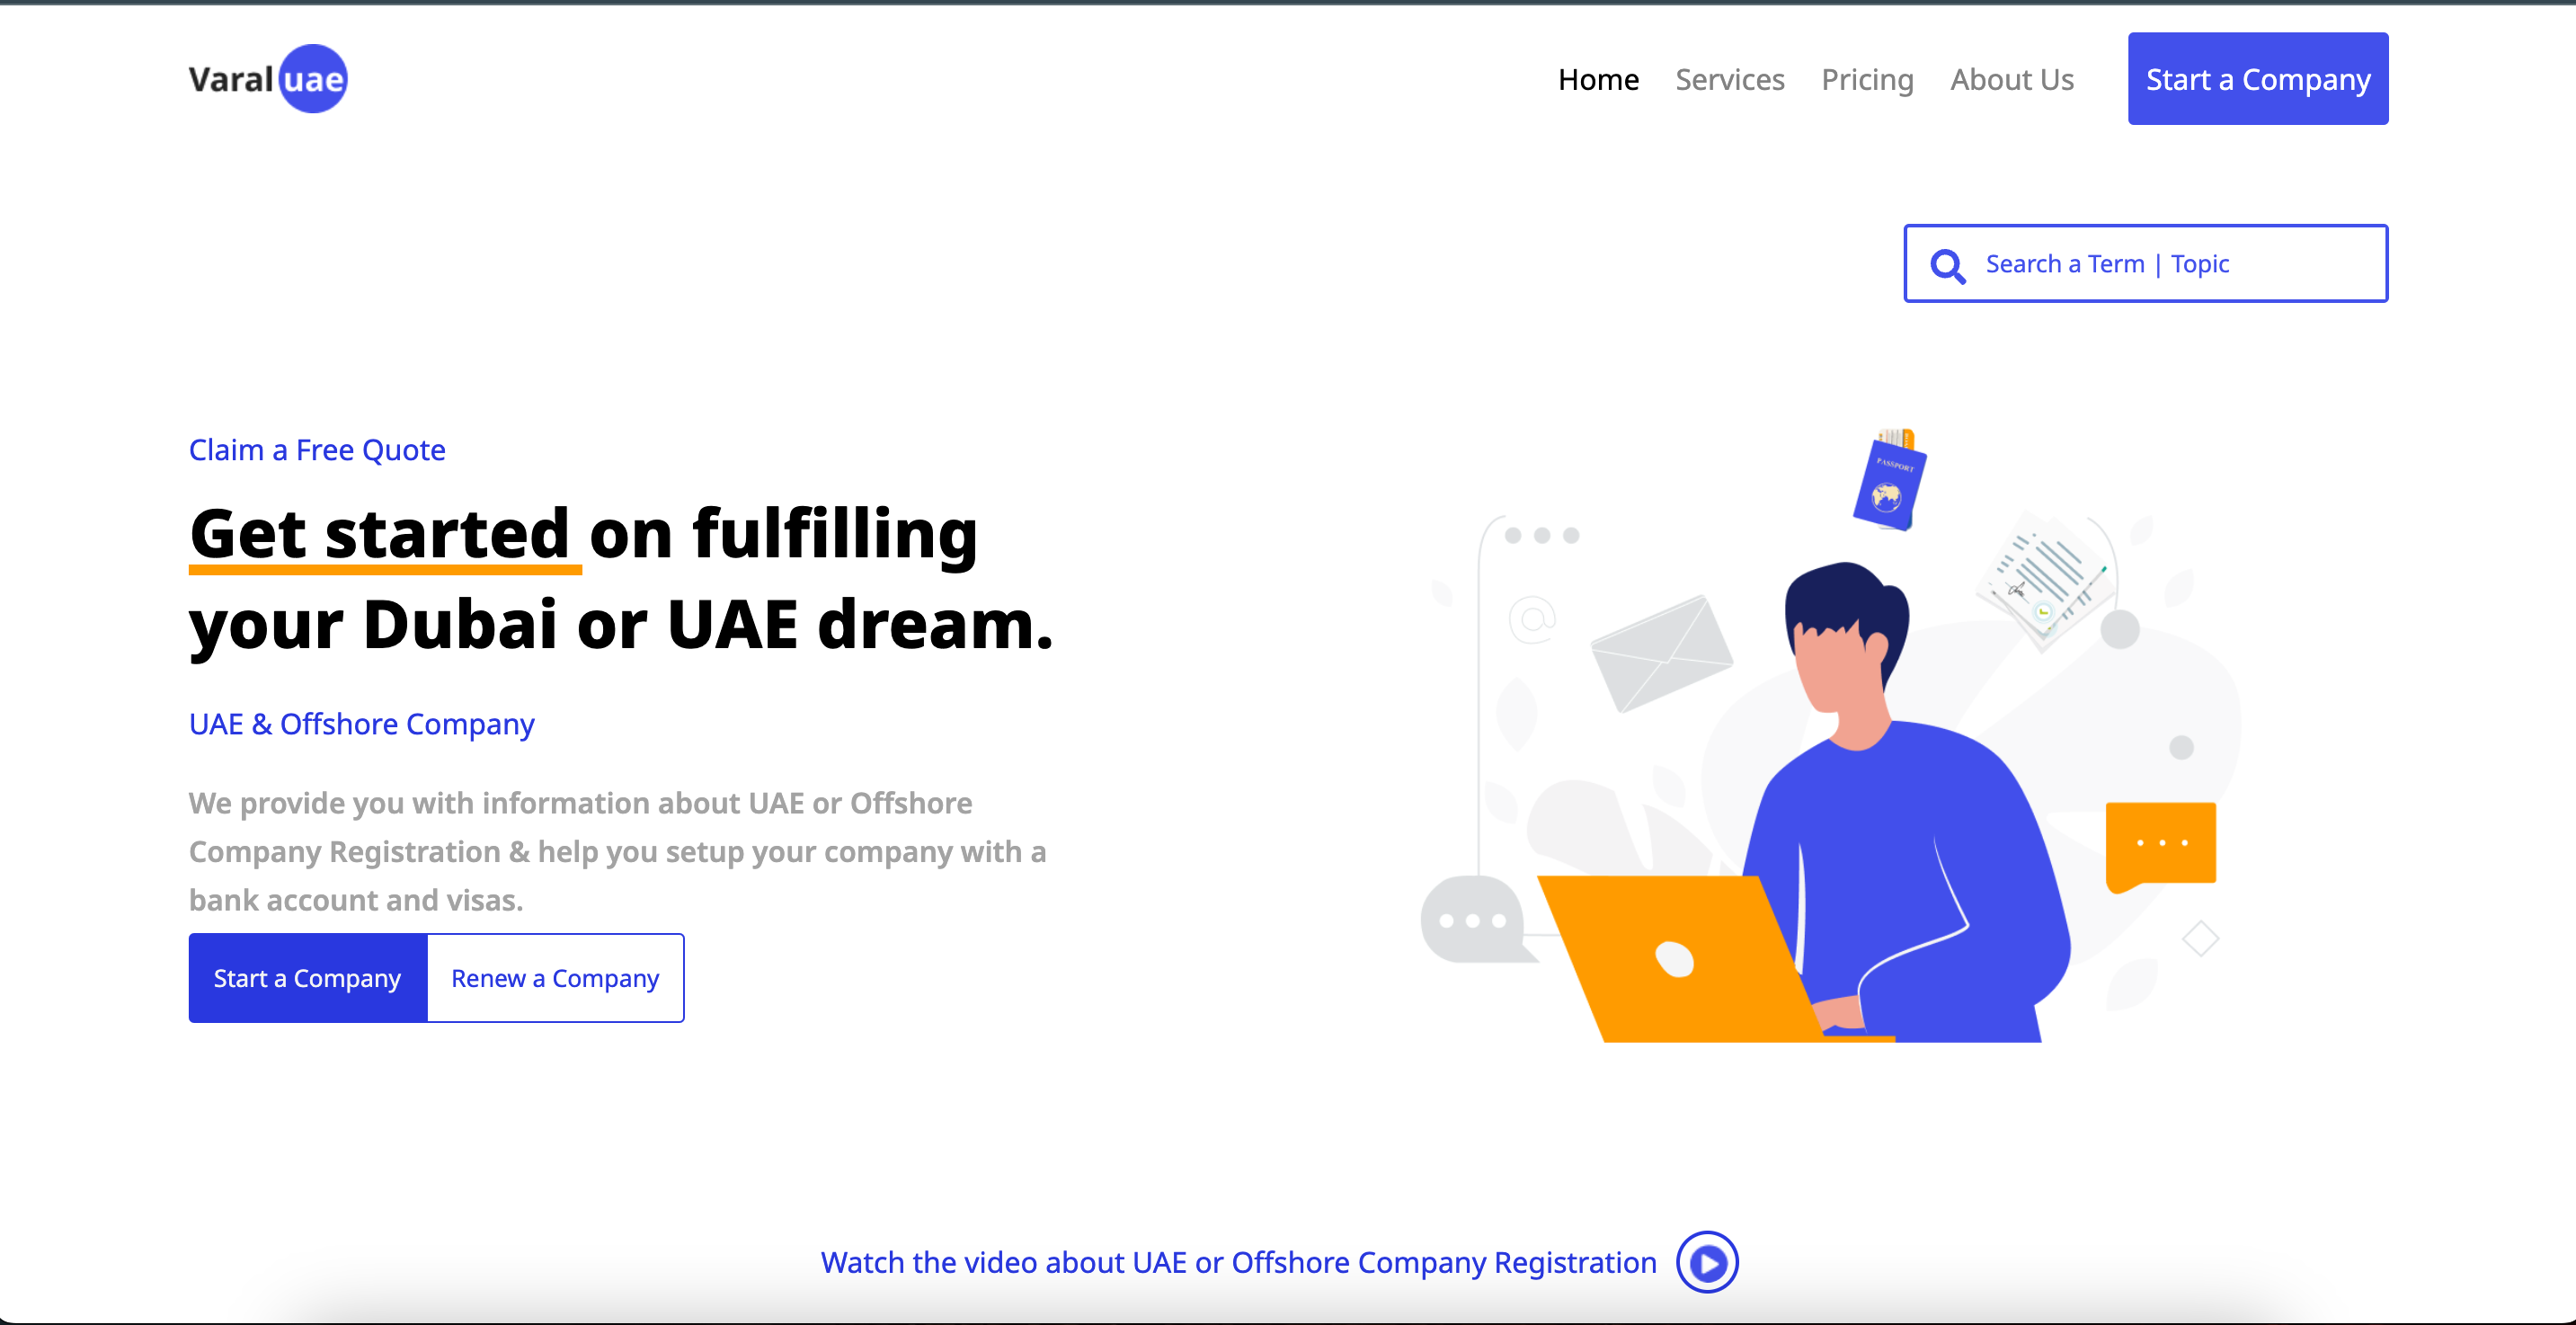 Varal uae
Home Services Pricing About Us Start a Company
Search a Term | Topic
Claim a Free Quote
Get started on fulfilling
your Dubai or UAE dream.
UAE & Offshore Company
We provide you with information about UAE or Offshore
Company Registration & help you setup your company with a
bank account and visas.
Start a Company Renew a Company
PASSPORT
@
Watch the video about UAE or Offshore Company Registration